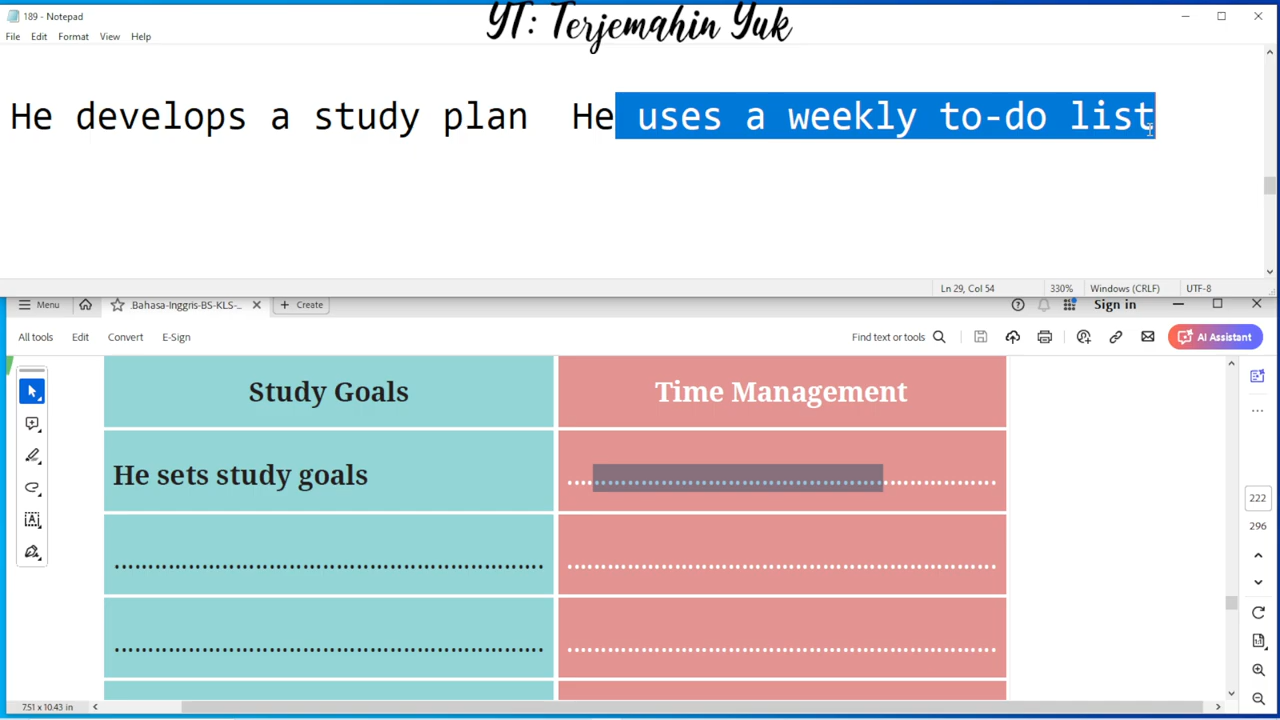 YT: Terjemahin Yuk
189 - Notepad
File Edit Format View Help
He develops a study plan  He uses a weekly to-do list
Ln 29, Col 54 330% Windows (CRLF) UTF-8
Menu Bahasa-Inggris-BS-KLS-... + Create Sign in
All tools Edit Convert E-Sign Find text or tools AI Assistant
Study Goals Time Management
He sets study goals ................................................................
................................................................ ................................................................
................................................................ ................................................................
222
296
7.51 x 10.43 in